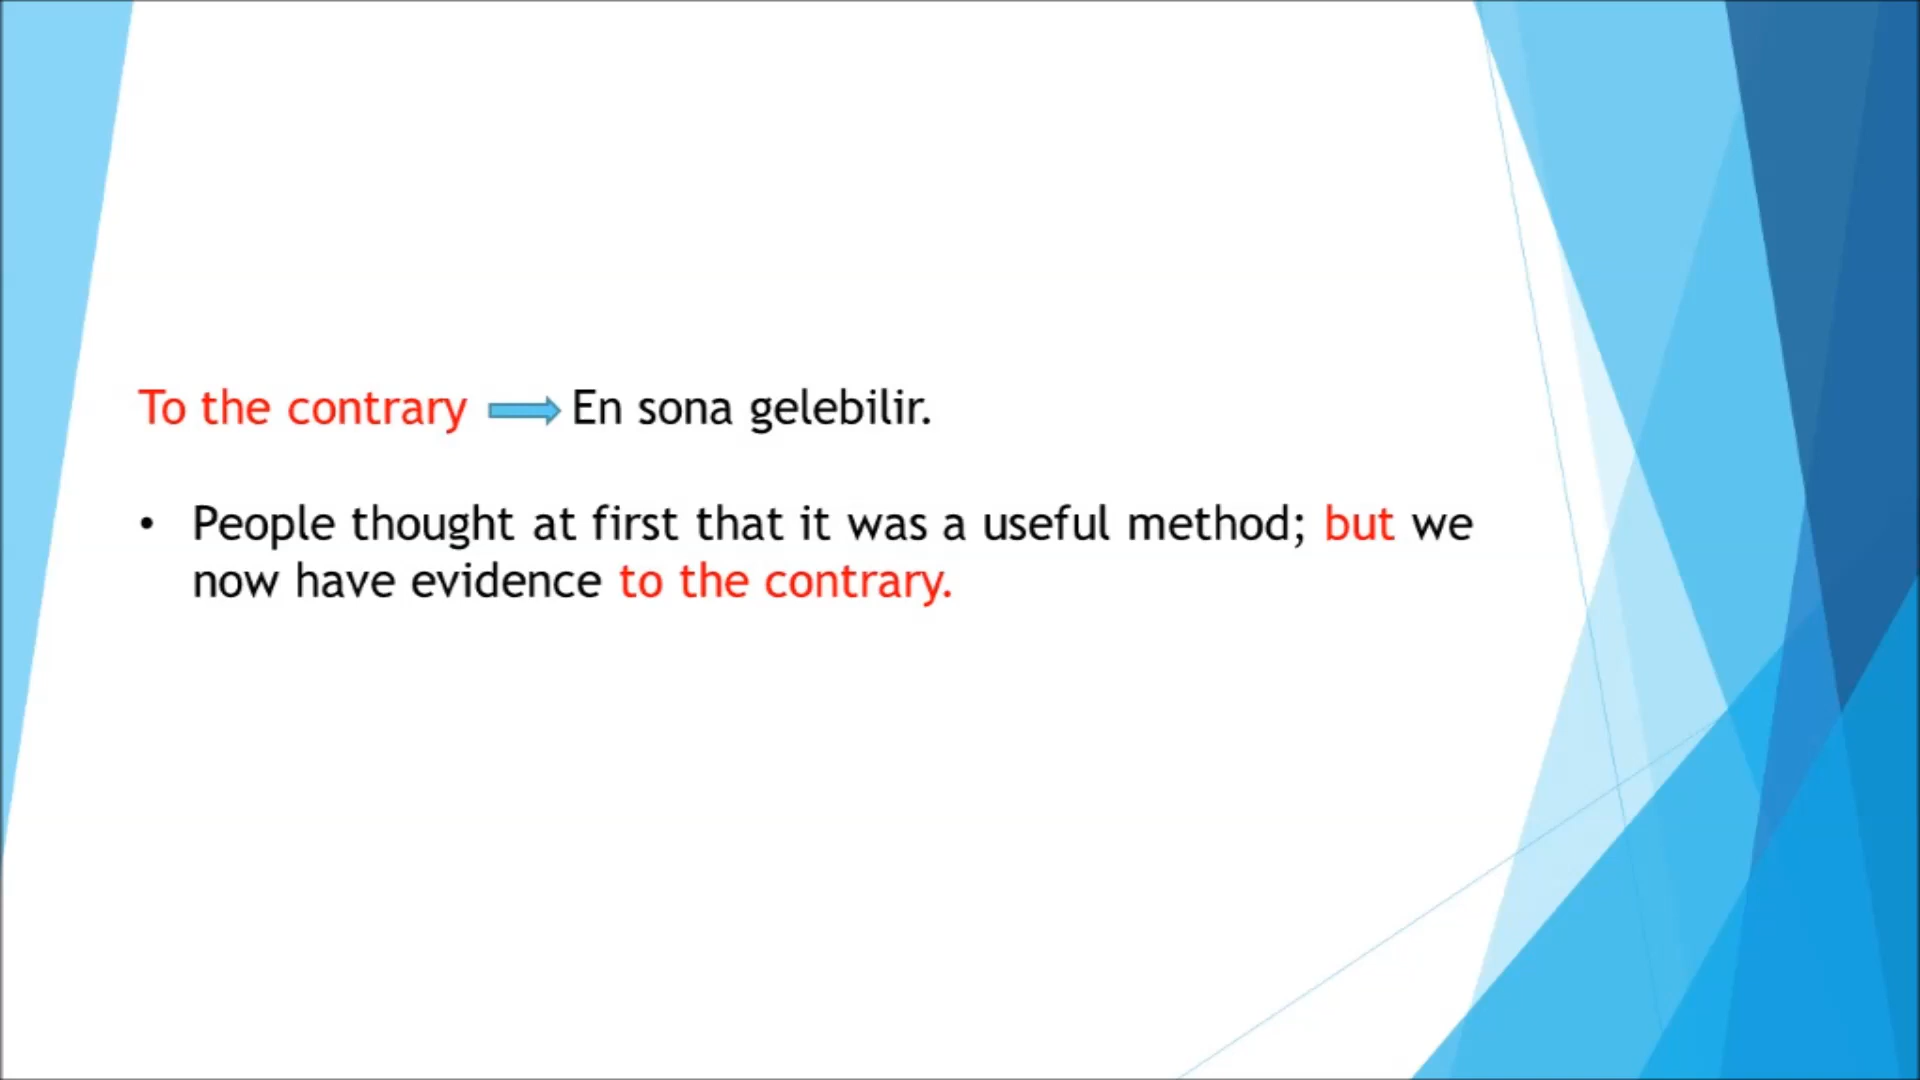 To the contrary En sona gelebilir.
• People thought at first that it was a useful method; but we
now have evidence to the contrary.